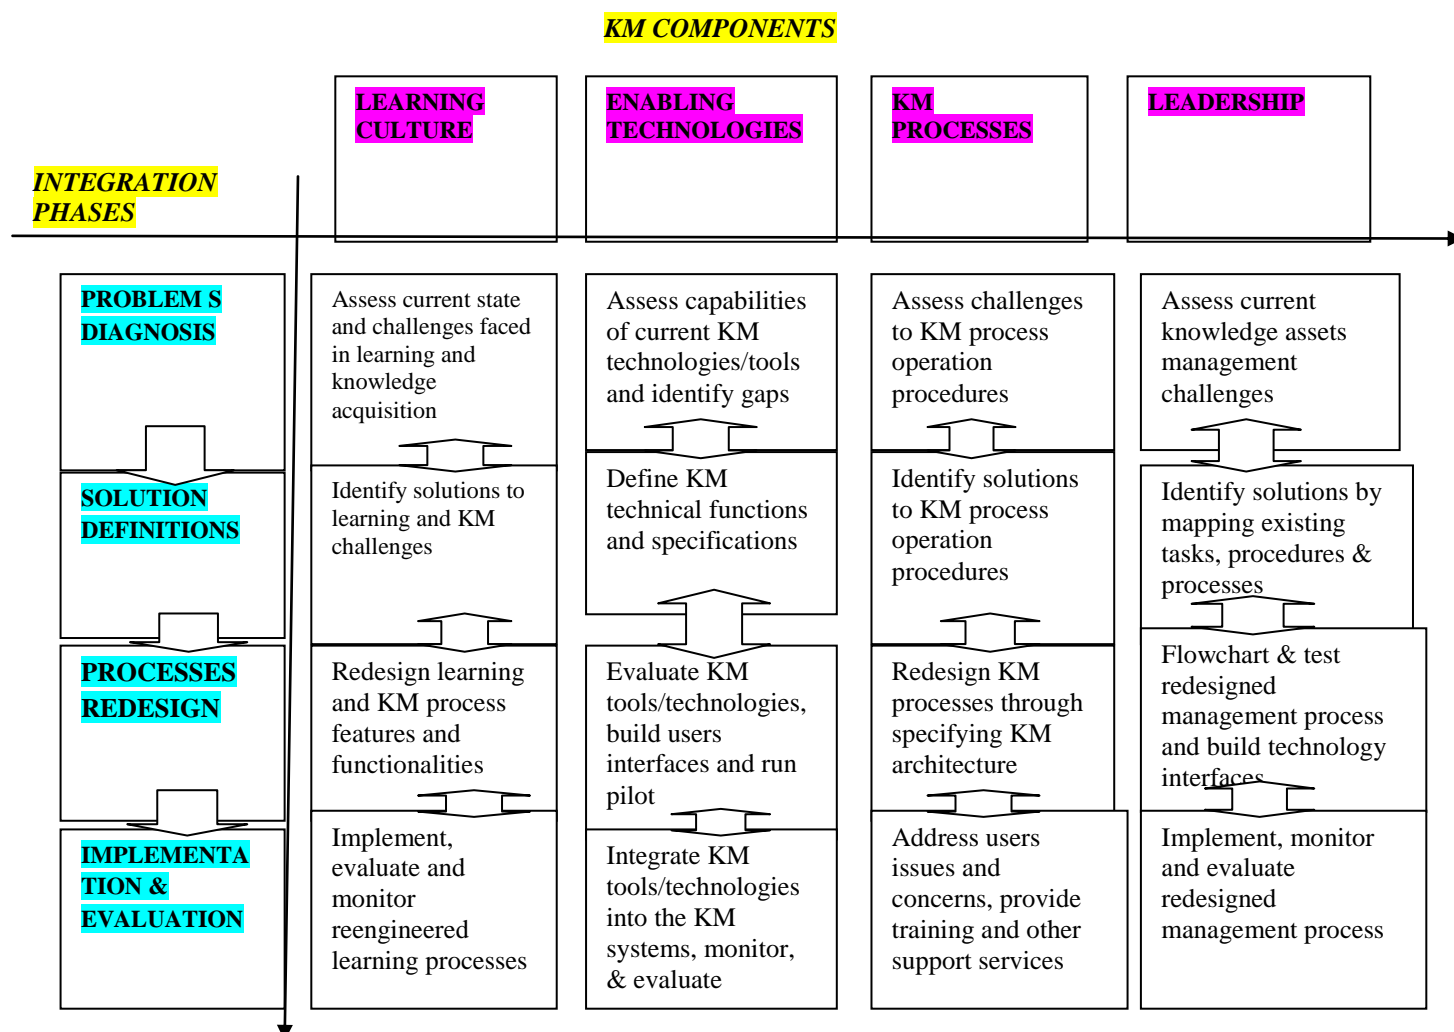 KM COMPONENTS
LEARNING
CULTURE
ENABLING
TECHNOLOGIES
KM
PROCESSES
LEADERSHIP
INTEGRATION
PHASES
PROBLEM S
DIAGNOSIS
Assess current state
and challenges faced
in learning and
knowledge
acquisition
Assess capabilities
of current KM
technologies/tools
and identify gaps
Assess challenges
to KM process
operation
procedures
Assess current
knowledge assets
management
challenges
SOLUTION
DEFINITIONS
Identify solutions to
learning and KM
challenges
Define KM
technical functions
and specifications
Identify solutions
to KM process
operation
procedures
Identify solutions by
mapping existing
tasks, procedures &
processes
PROCESSES
REDESIGN
Redesign learning
and KM process
features and
functionalities
Evaluate KM
tools/technologies,
build users
interfaces and run
pilot
Redesign KM
processes through
specifying KM
architecture
Flowchart & test
redesigned
management process
and build technology
interfaces
IMPLEMENTA
TION &
EVALUATION
Implement,
evaluate and
monitor
reengineered
learning processes
Integrate KM
tools/technologies
into the KM
systems, monitor,
& evaluate
Address users
issues and
concerns, provide
training and other
support services
Implement, monitor
and evaluate
redesigned
management process